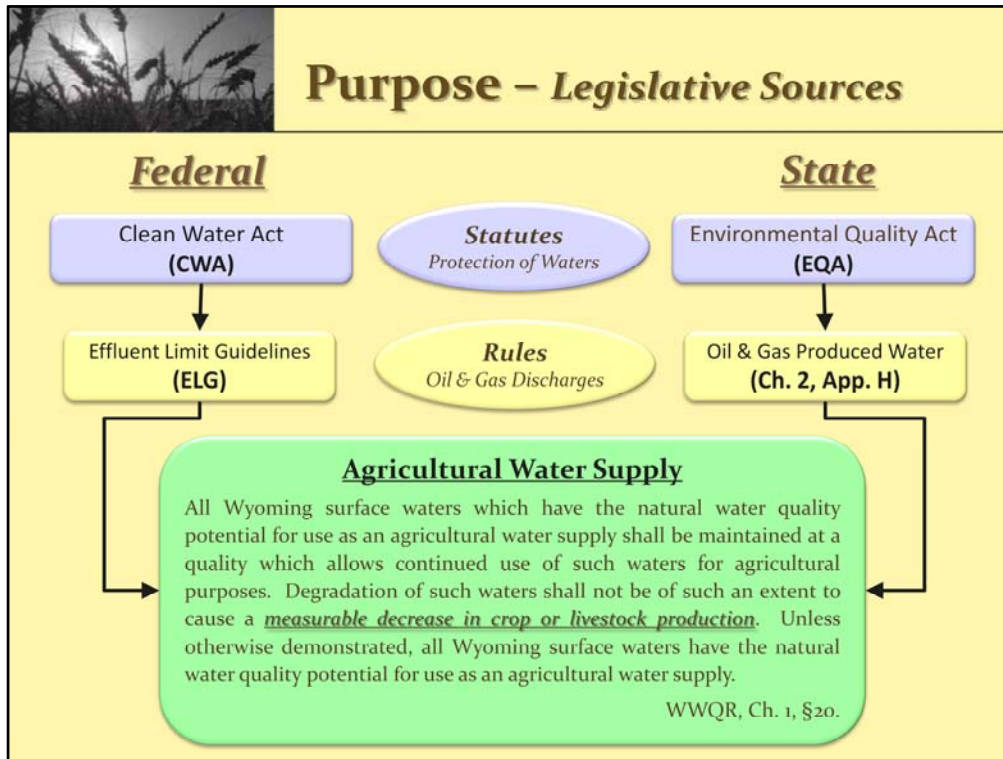 Purpose – Legislative Sources
Federal
State
Clean Water Act
(CWA)
Statutes
Protection of Waters
Environmental Quality Act
(EQA)
Effluent Limit Guidelines
(ELG)
Rules
Oil & Gas Discharges
Oil & Gas Produced Water
(Ch. 2, App. H)
Agricultural Water Supply
All Wyoming surface waters which have the natural water quality
potential for use as an agricultural water supply shall be maintained at a
quality which allows continued use of such waters for agricultural
purposes. Degradation of such waters shall not be of such an extent to
cause a measurable decrease in crop or livestock production. Unless
otherwise demonstrated, all Wyoming surface waters have the natural
water quality potential for use as an agricultural water supply.
WWQR, Ch. 1, §20.